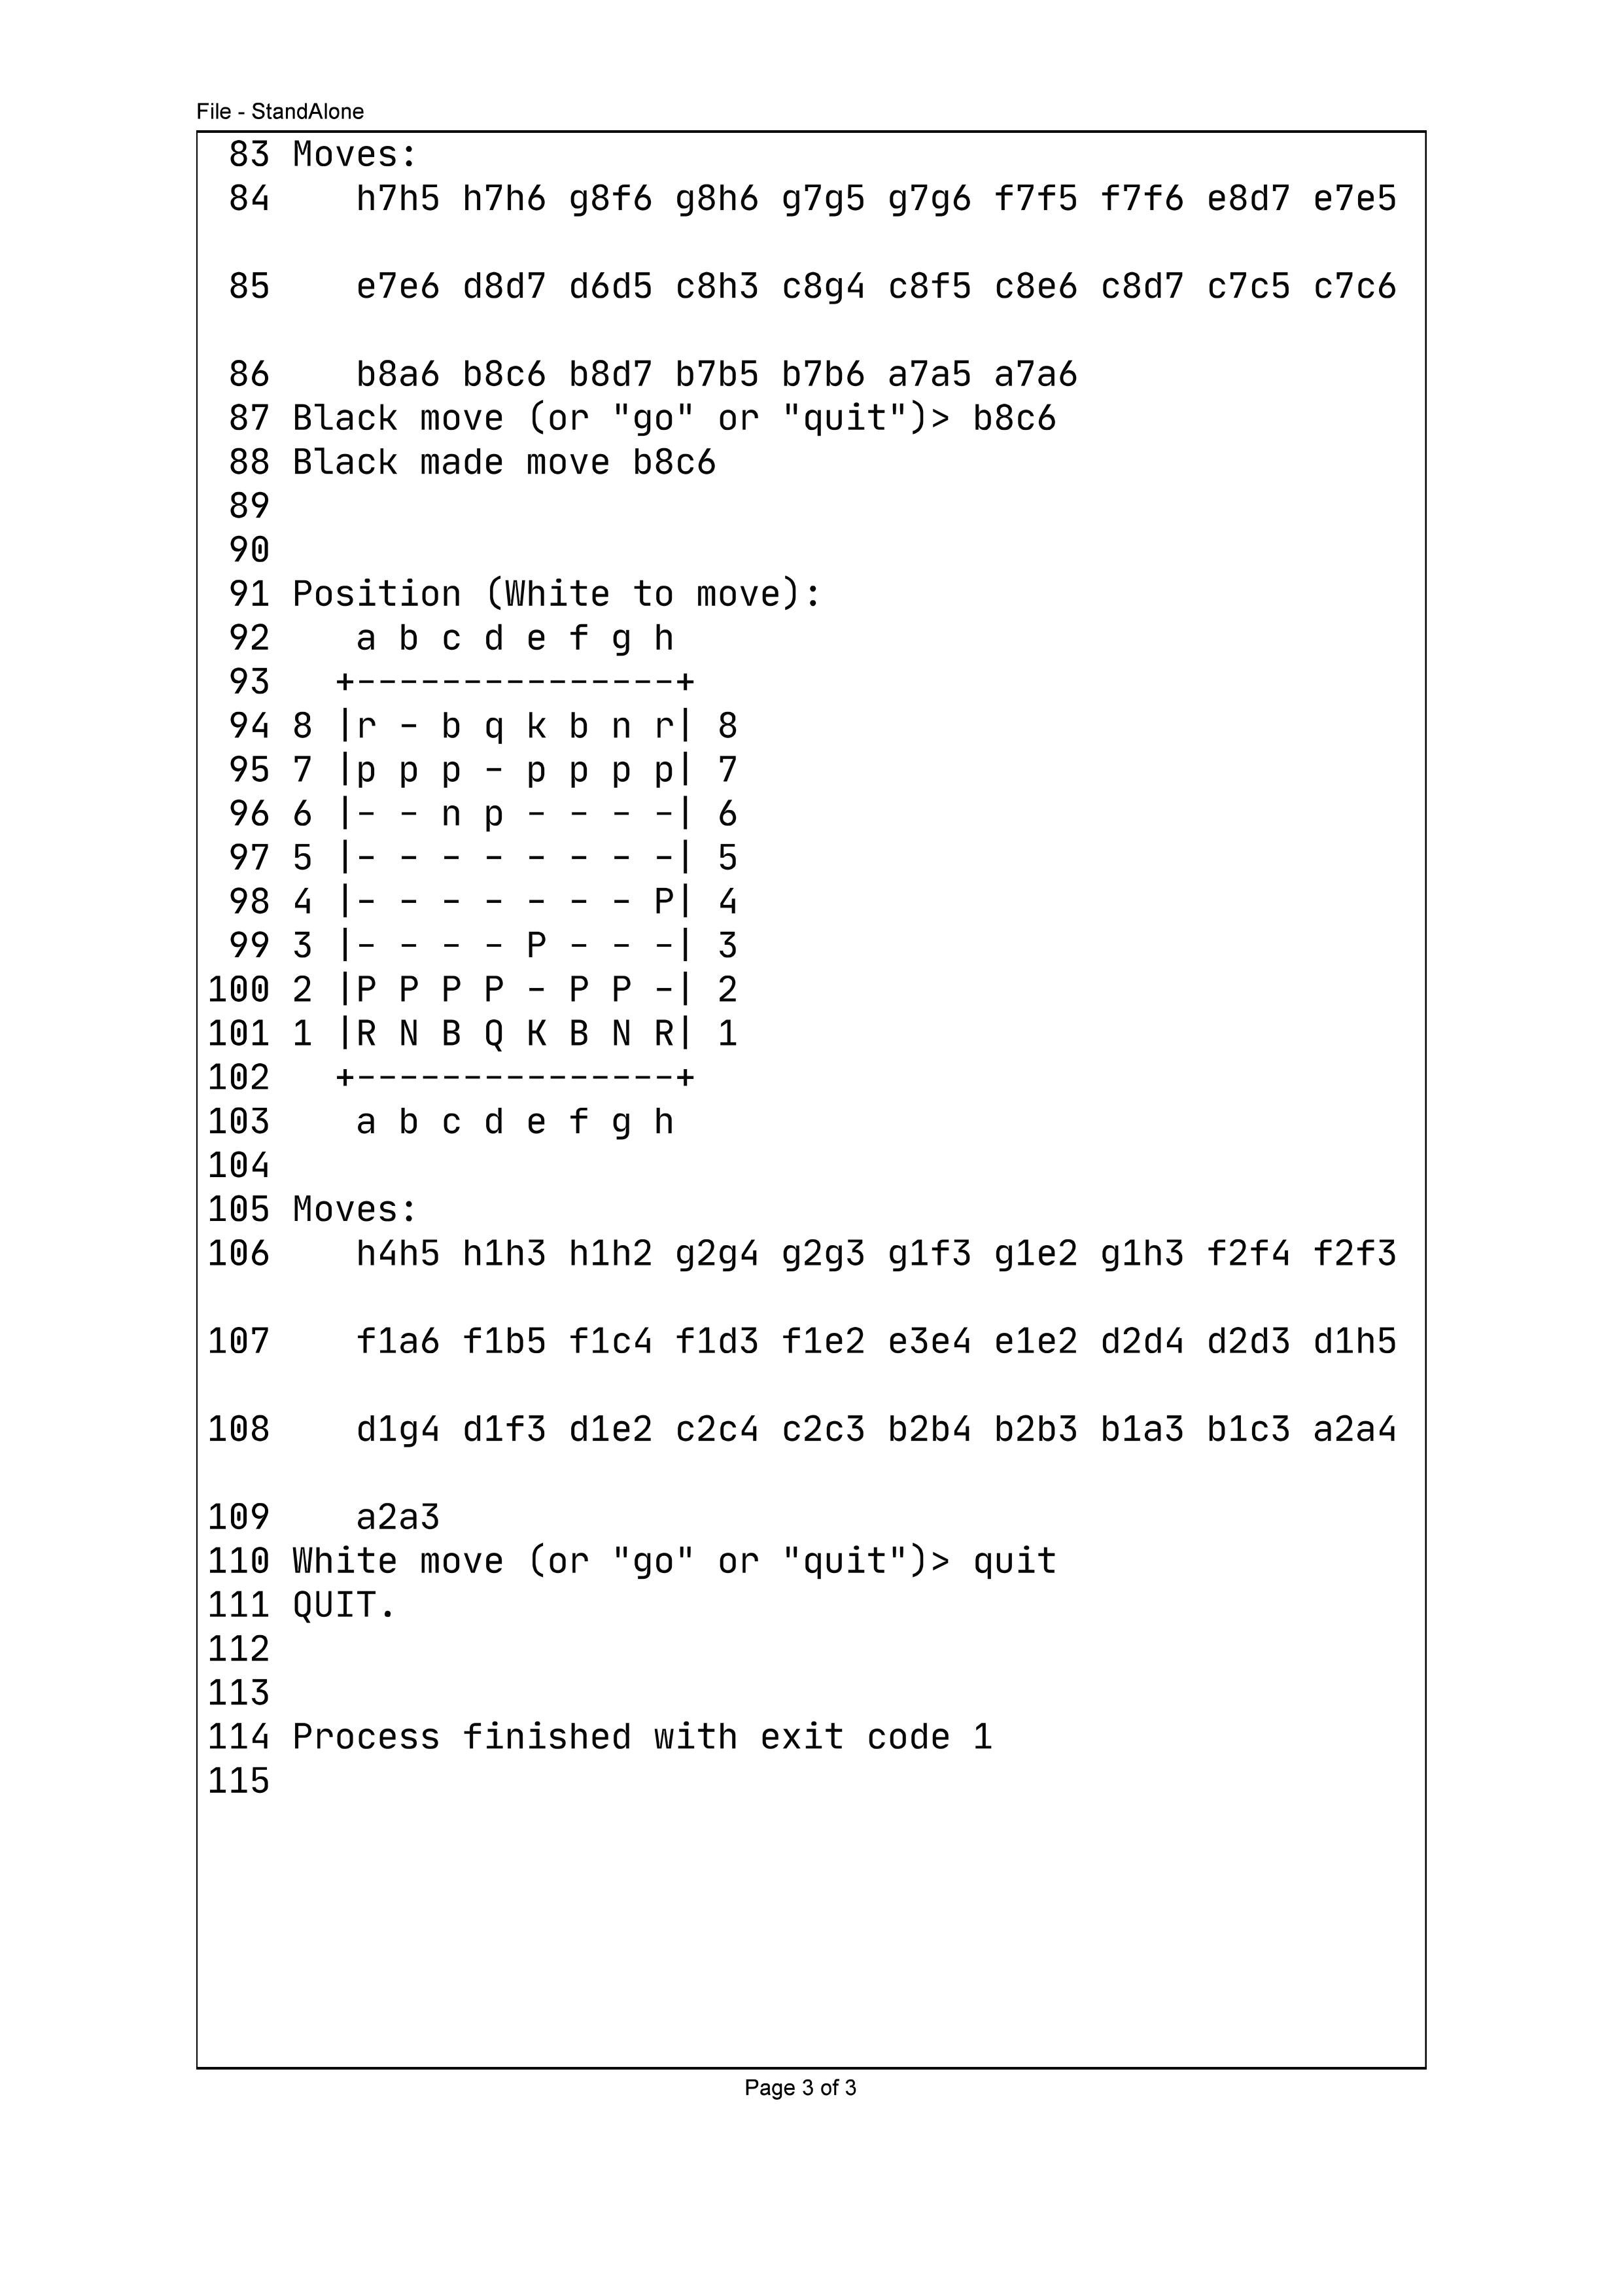 File - StandAlone
83 Moves:
84    h7h5 h7h6 g8f6 g8h6 g7g5 g7g6 f7f5 f7f6 e8d7 e7e5
85    e7e6 d8d7 d6d5 c8h3 c8g4 c8f5 c8e6 c8d7 c7c5 c7c6
86    b8a6 b8c6 b8d7 b7b5 b7b6 a7a5 a7a6
87 Black move (or "go" or "quit")> b8c6
88 Black made move b8c6
89
90
91 Position (White to move):
92    a b c d e f g h
93   +---------------+
94 8 |r - b q k b n r| 8
95 7 |p p p - p p p p| 7
96 6 |- - n p - - - -| 6
97 5 |- - - - - - - -| 5
98 4 |- - - - - - - P| 4
99 3 |- - - - P - - -| 3
100 2 |P P P P - P P -| 2
101 1 |R N B Q K B N R| 1
102   +---------------+
103    a b c d e f g h
104
105 Moves:
106    h4h5 h1h3 h1h2 g2g4 g2g3 g1f3 g1e2 g1h3 f2f4 f2f3
107    f1a6 f1b5 f1c4 f1d3 f1e2 e3e4 e1e2 d2d4 d2d3 d1h5
108    d1g4 d1f3 d1e2 c2c4 c2c3 b2b4 b2b3 b1a3 b1c3 a2a4
109    a2a3
110 White move (or "go" or "quit")> quit
111 QUIT.
112
113
114 Process finished with exit code 1
115
Page 3 of 3